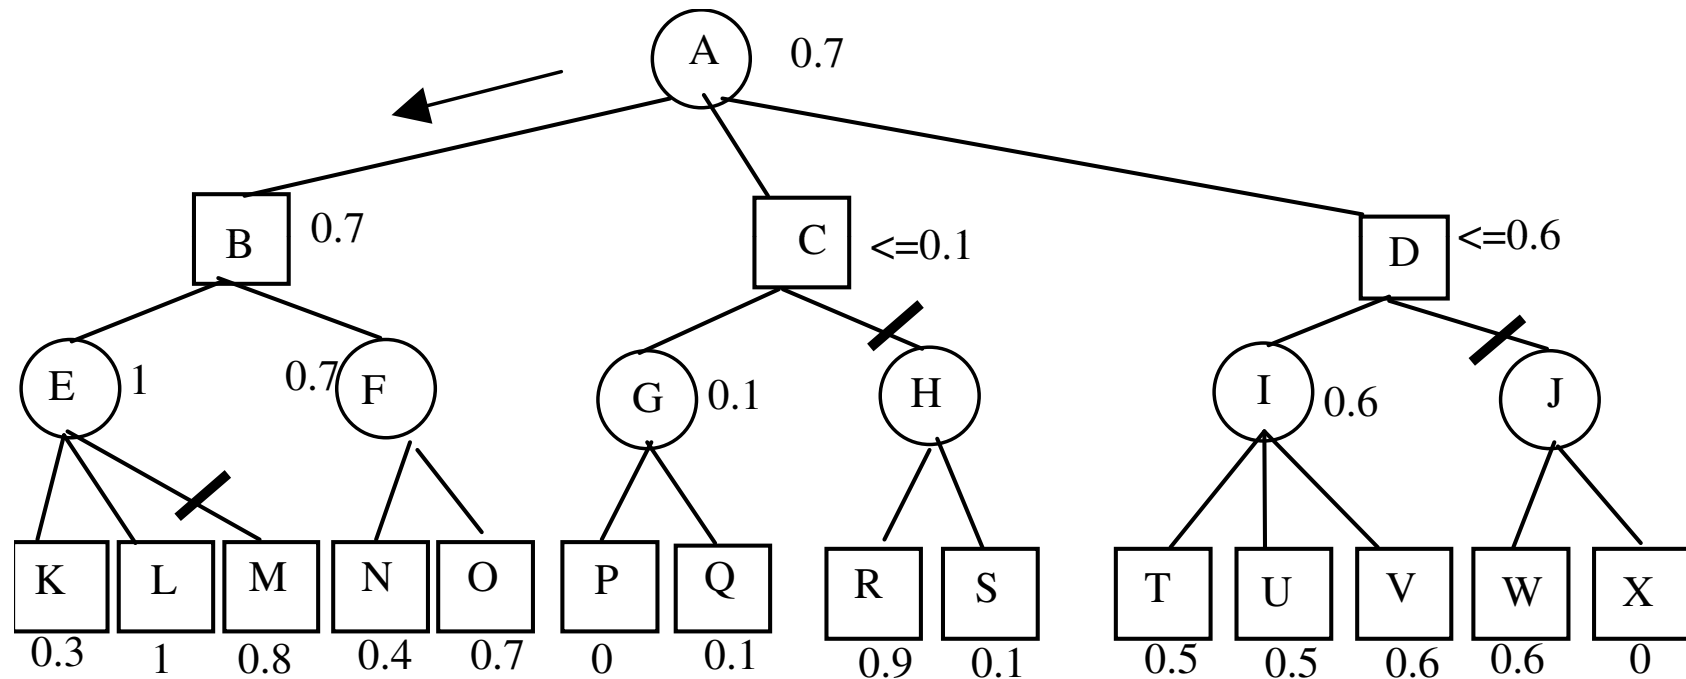 A 0.7
B 0.7 C <=0.1 D <=0.6
E 1 0.7 F G 0.1 H I 0.6 J
K L M N O P Q R S T U V W X
0.3 1 0.8 0.4 0.7 0 0.1 0.9 0.1 0.5 0.5 0.6 0.6 0